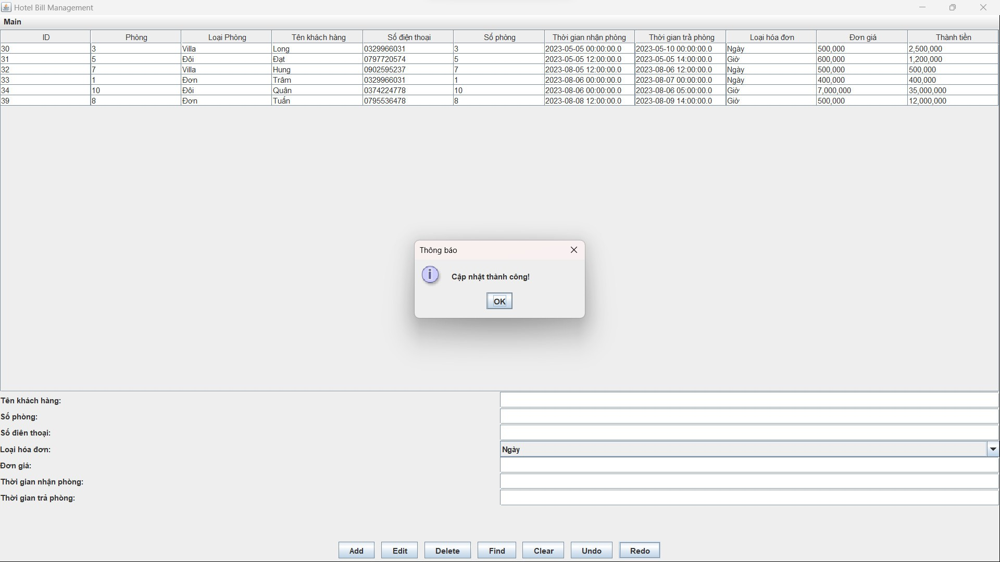 Hotel Bill Management
Main
ID Phòng Loại Phòng Tên khách hàng Số điện thoại Số phòng Thời gian nhận phòng Thời gian trả phòng Loại hóa đơn Đơn giá Thành tiền
30 3 Villa Long 0329966031 3 2023-05-05 00:00:00.0 2023-05-10 00:00:00.0 Ngày 500,000 2,500,000
31 5 Đôi Đạt 0797720574 5 2023-05-05 12:00:00.0 2023-05-05 14:00:00.0 Giờ 600,000 1,200,000
32 7 Villa Hung 0902595237 7 2023-08-05 12:00:00.0 2023-08-06 12:00:00.0 Ngày 500,000 500,000
33 1 Đơn Trâm 0329966031 1 2023-08-06 00:00:00.0 2023-08-07 00:00:00.0 Ngày 400,000 400,000
34 10 Đôi Quân 0374224778 10 2023-08-06 00:00:00.0 2023-08-06 05:00:00.0 Giờ 7,000,000 35,000,000
39 8 Đơn Tuấn 0795536478 8 2023-08-08 12:00:00.0 2023-08-09 14:00:00.0 Giờ 500,000 12,000,000
Thông báo
Cập nhật thành công!
OK
Tên khách hàng:
Số phòng:
Số điên thoại:
Loại hóa đơn: Ngày
Đơn giá:
Thời gian nhận phòng:
Thời gian trả phòng:
Add Edit Delete Find Clear Undo Redo